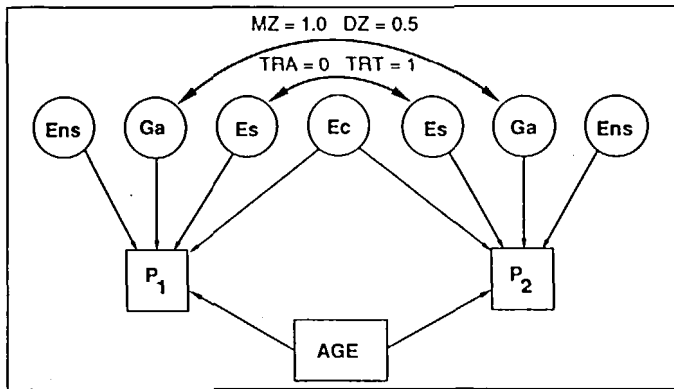 MZ = 1.0 DZ = 0.5
TRA = 0 TRT = 1
Ens Ga Es Ec Es Ga Ens
P1 P2
AGE